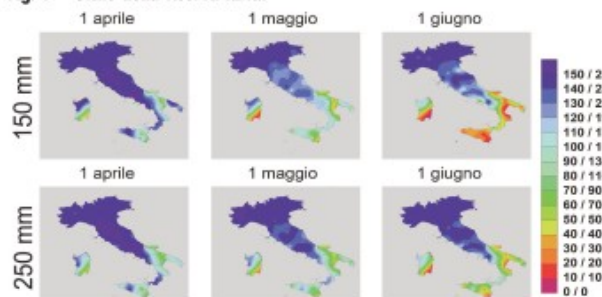 1 aprile 1 maggio 1 giugno
150 mm
1 aprile 1 maggio 1 giugno
250 mm
150 / 2
140 / 2
130 / 2
120 / 1
110 / 1
100 / 1
90 / 13
80 / 11
70 / 90
60 / 70
50 / 50
40 / 40
30 / 30
20 / 20
10 / 10
0 / 0